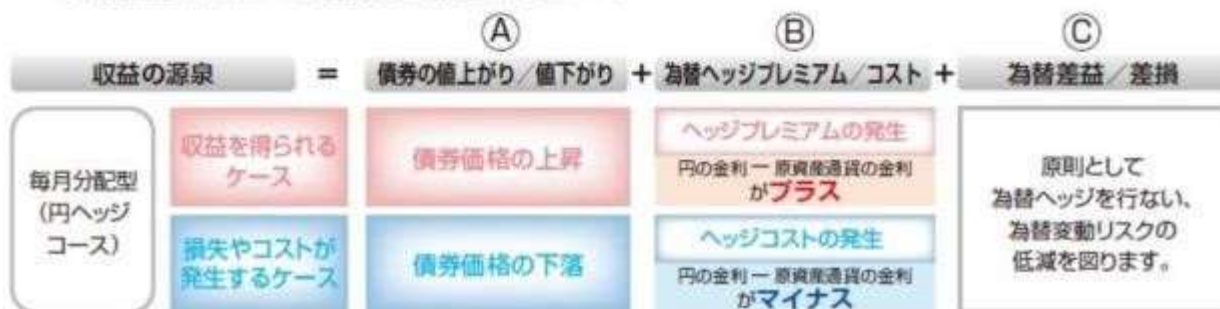 Ⓐ Ⓑ Ⓒ
収益の源泉 = 債券の値上がり/値下がり + 為替ヘッジプレミアム/コスト + 為替差益/差損
毎月分配型
(円ヘッジ
コース)
収益を得られる
ケース
債券価格の上昇
ヘッジプレミアムの発生
円の金利 ー 原資産通貨の金利
がプラス
損失やコストが
発生するケース
債券価格の下落
ヘッジコストの発生
円の金利 ー 原資産通貨の金利
がマイナス
原則として
為替ヘッジを行ない、
為替変動リスクの
低減を図ります。